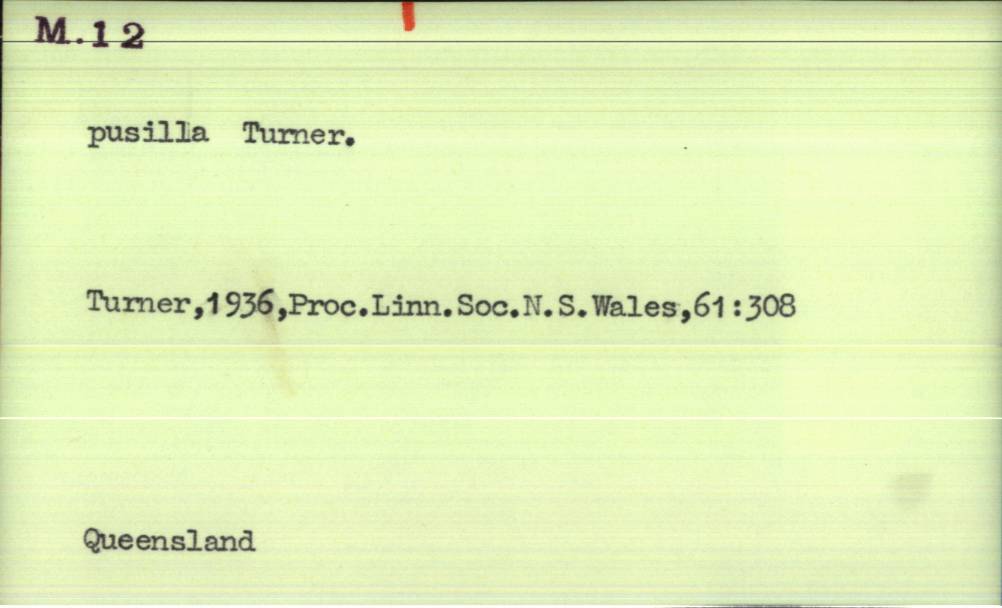 M.12
pusilla Turner.
Turner,1936,Proc.Linn.Soc.N.S.Wales,61:308
Queensland